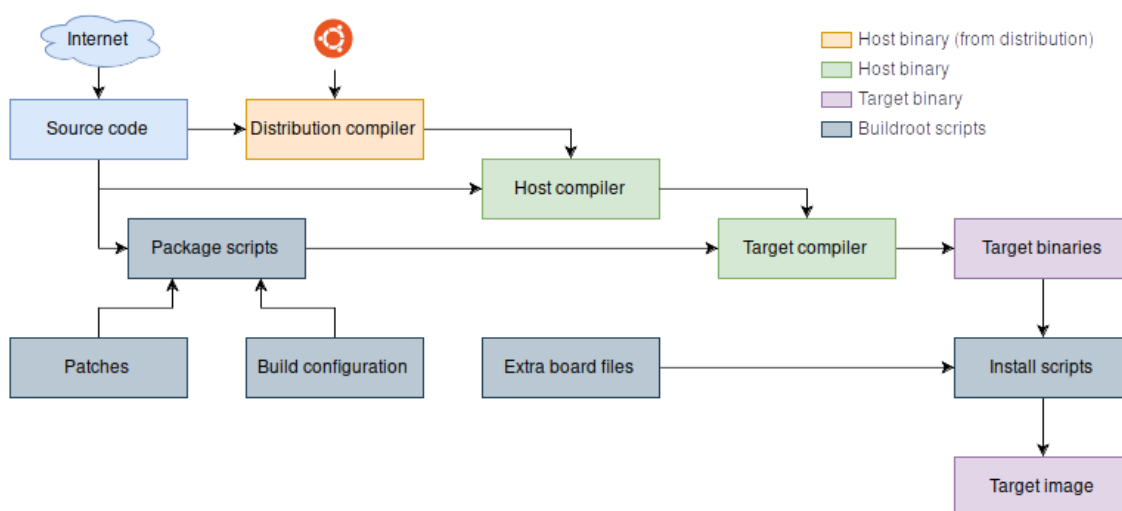 Internet
Host binary (from distribution)
Host binary
Target binary
Buildroot scripts
Source code
Distribution compiler
Host compiler
Package scripts
Target compiler
Target binaries
Patches
Build configuration
Extra board files
Install scripts
Target image